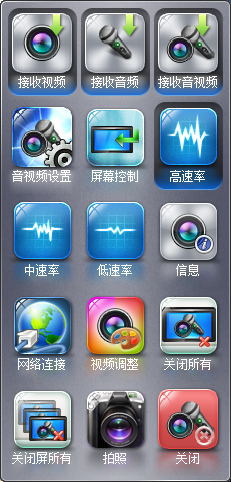 接收视频 接收音频 接收音视频
音视频设置 屏幕控制 高速率
中速率 低速率 信息
网络连接 视频调整 关闭所有
关闭屏所有 拍照 关闭